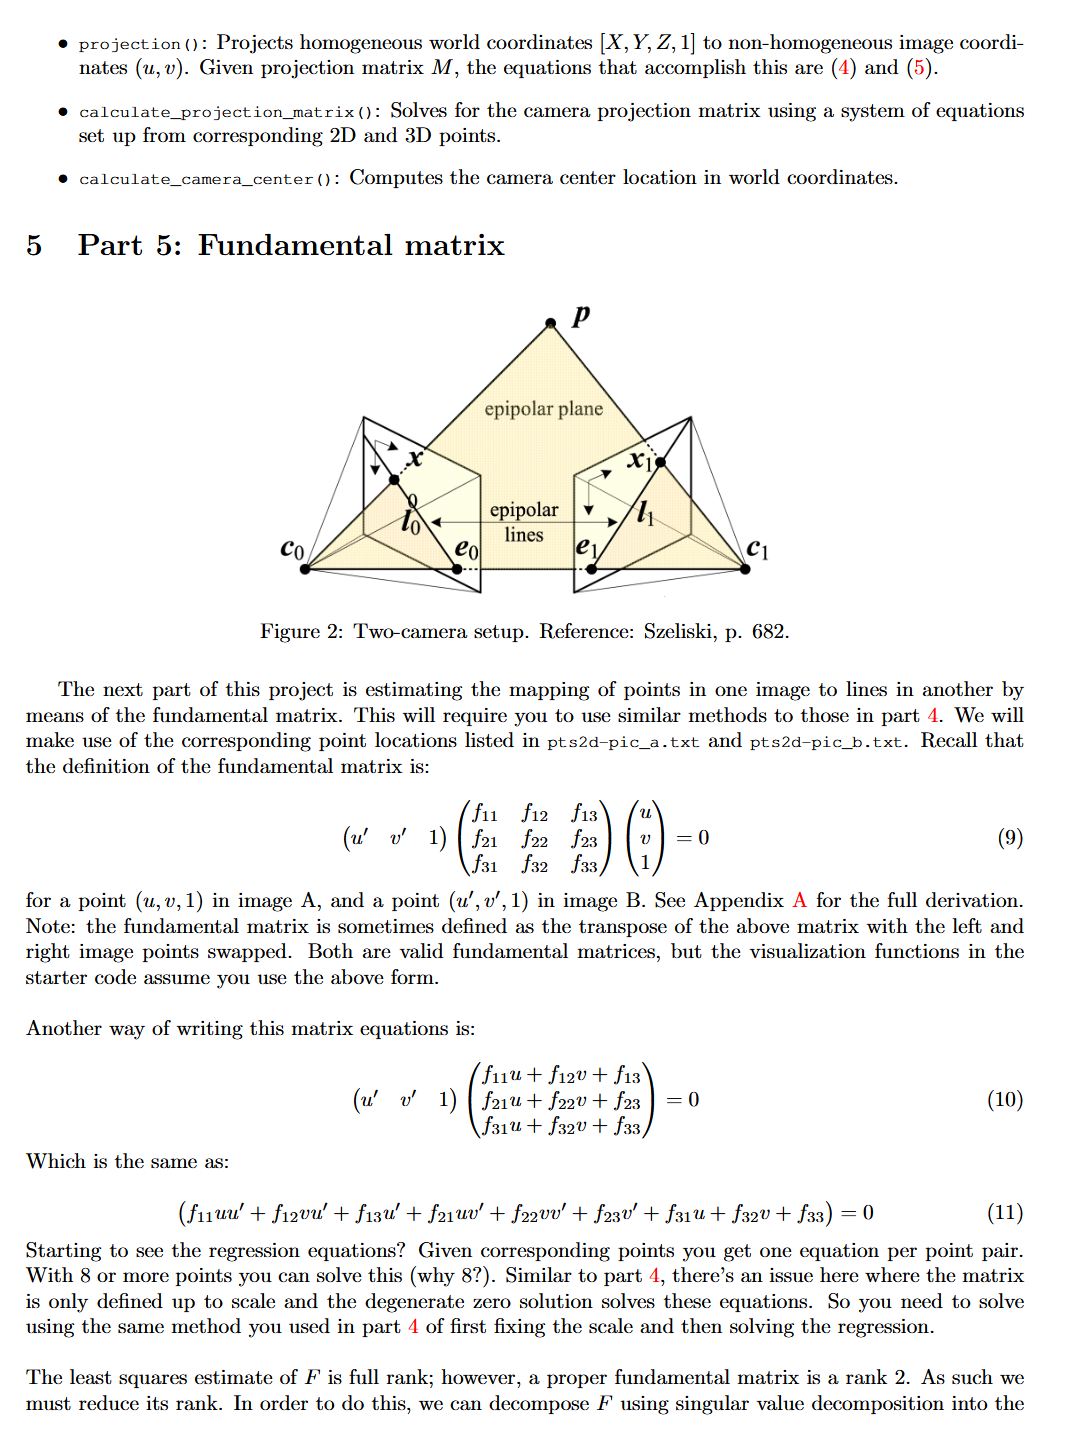 • projection(): Projects homogeneous world coordinates [X, Y, Z, 1] to non-homogeneous image coordi-
nates (u, v). Given projection matrix M, the equations that accomplish this are (4) and (5).
• calculate_projection_matrix(): Solves for the camera projection matrix using a system of equations
set up from corresponding 2D and 3D points.
• calculate_camera_center(): Computes the camera center location in world coordinates.
5 Part 5: Fundamental matrix
p
epipolar plane
x
0
x1
l0
epipolar
lines
l1
c0
e0
e1
c1
Figure 2: Two-camera setup. Reference: Szeliski, p. 682.
The next part of this project is estimating the mapping of points in one image to lines in another by
means of the fundamental matrix. This will require you to use similar methods to those in part 4. We will
make use of the corresponding point locations listed in pts2d-pic_a.txt and pts2d-pic_b.txt. Recall that
the definition of the fundamental matrix is:
(u′ v′ 1) (f11 f12 f13; f21 f22 f23; f31 f32 f33) (u; v; 1) = 0 (9)
for a point (u, v, 1) in image A, and a point (u′, v′, 1) in image B. See Appendix A for the full derivation.
Note: the fundamental matrix is sometimes defined as the transpose of the above matrix with the left and
right image points swapped. Both are valid fundamental matrices, but the visualization functions in the
starter code assume you use the above form.
Another way of writing this matrix equations is:
(u′ v′ 1) (f11u + f12v + f13; f21u + f22v + f23; f31u + f32v + f33) = 0 (10)
Which is the same as:
(f11uu′ + f12vu′ + f13u′ + f21uv′ + f22vv′ + f23v′ + f31u + f32v + f33) = 0 (11)
Starting to see the regression equations? Given corresponding points you get one equation per point pair.
With 8 or more points you can solve this (why 8?). Similar to part 4, there's an issue here where the matrix
is only defined up to scale and the degenerate zero solution solves these equations. So you need to solve
using the same method you used in part 4 of first fixing the scale and then solving the regression.
The least squares estimate of F is full rank; however, a proper fundamental matrix is a rank 2. As such we
must reduce its rank. In order to do this, we can decompose F using singular value decomposition into the